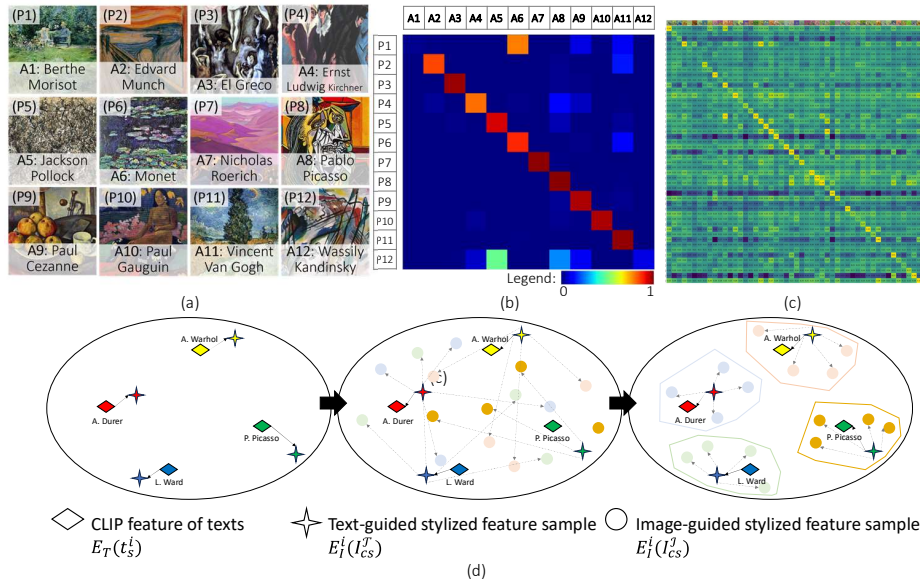 (P1)
(P2)
(P3)
(P4)
A1: Berthe
Morisot
A2: Edvard
Munch
A3: El Greco
A4: Ernst
Ludwig Kirchner
(P5)
(P6)
(P7)
(P8)
A5: Jackson
Pollock
A6: Monet
A7: Nicholas
Roerich
A8: Pablo
Picasso
(P9)
(P10)
(P11)
(P12)
A9: Paul
Cezanne
A10: Paul
Gauguin
A11: Vincent
Van Gogh
A12: Wassily
Kandinsky
A1 A2 A3 A4 A5 A6 A7 A8 A9 A10 A11 A12
P1
P2
P3
P4
P5
P6
P7
P8
P9
P10
P11
P12
Legend:
0 1
(a) (b) (c)
A. Warhol
A. Durer
P. Picasso
L. Ward
A. Warhol
A. Durer
P. Picasso
L. Ward
A. Warhol
A. Durer
P. Picasso
L. Ward
CLIP feature of texts
E_T(t_s^i)
Text-guided stylized feature sample
E_I^i(I_cs^𝒯)
Image-guided stylized feature sample
E_I^i(I_cs^ℐ)
(d)